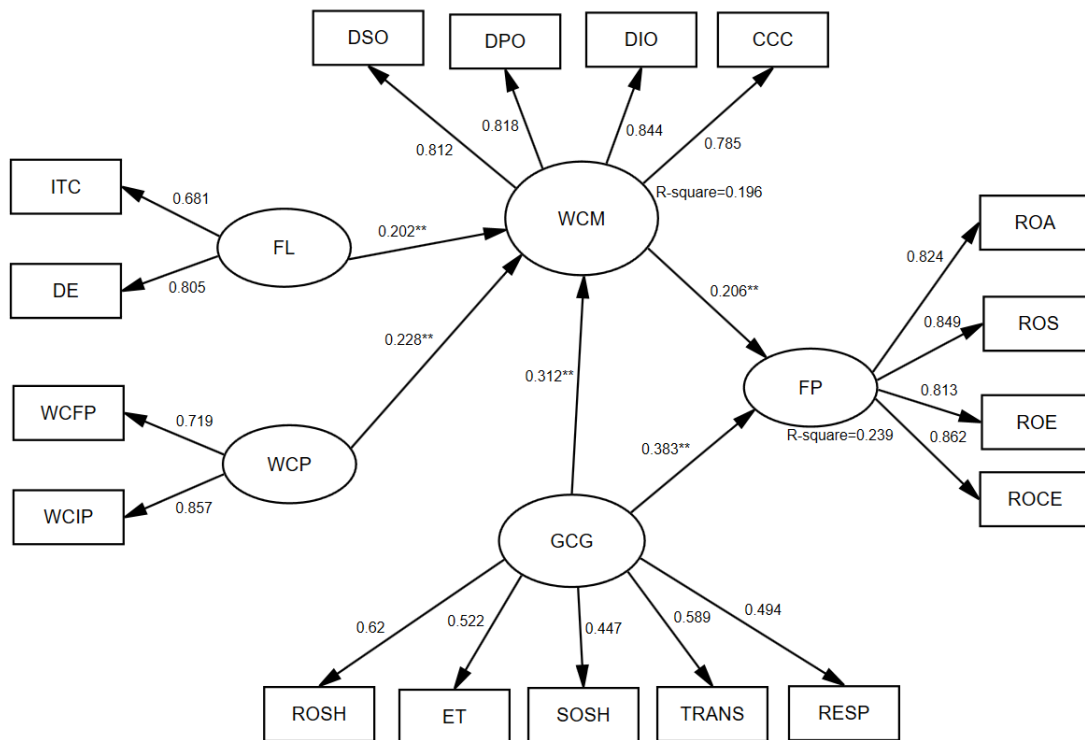 DSO
DPO
DIO
CCC
0.812
0.818
0.844
0.785
ITC
0.681
WCM
R-square=0.196
ROA
FL
0.202**
0.824
DE
0.805
0.206**
ROS
0.849
0.228**
0.312**
FP
0.813
WCFP
0.719
R-square=0.239
ROE
0.862
WCP
0.383**
WCIP
0.857
ROCE
GCG
0.62
0.522
0.447
0.589
0.494
ROSH
ET
SOSH
TRANS
RESP